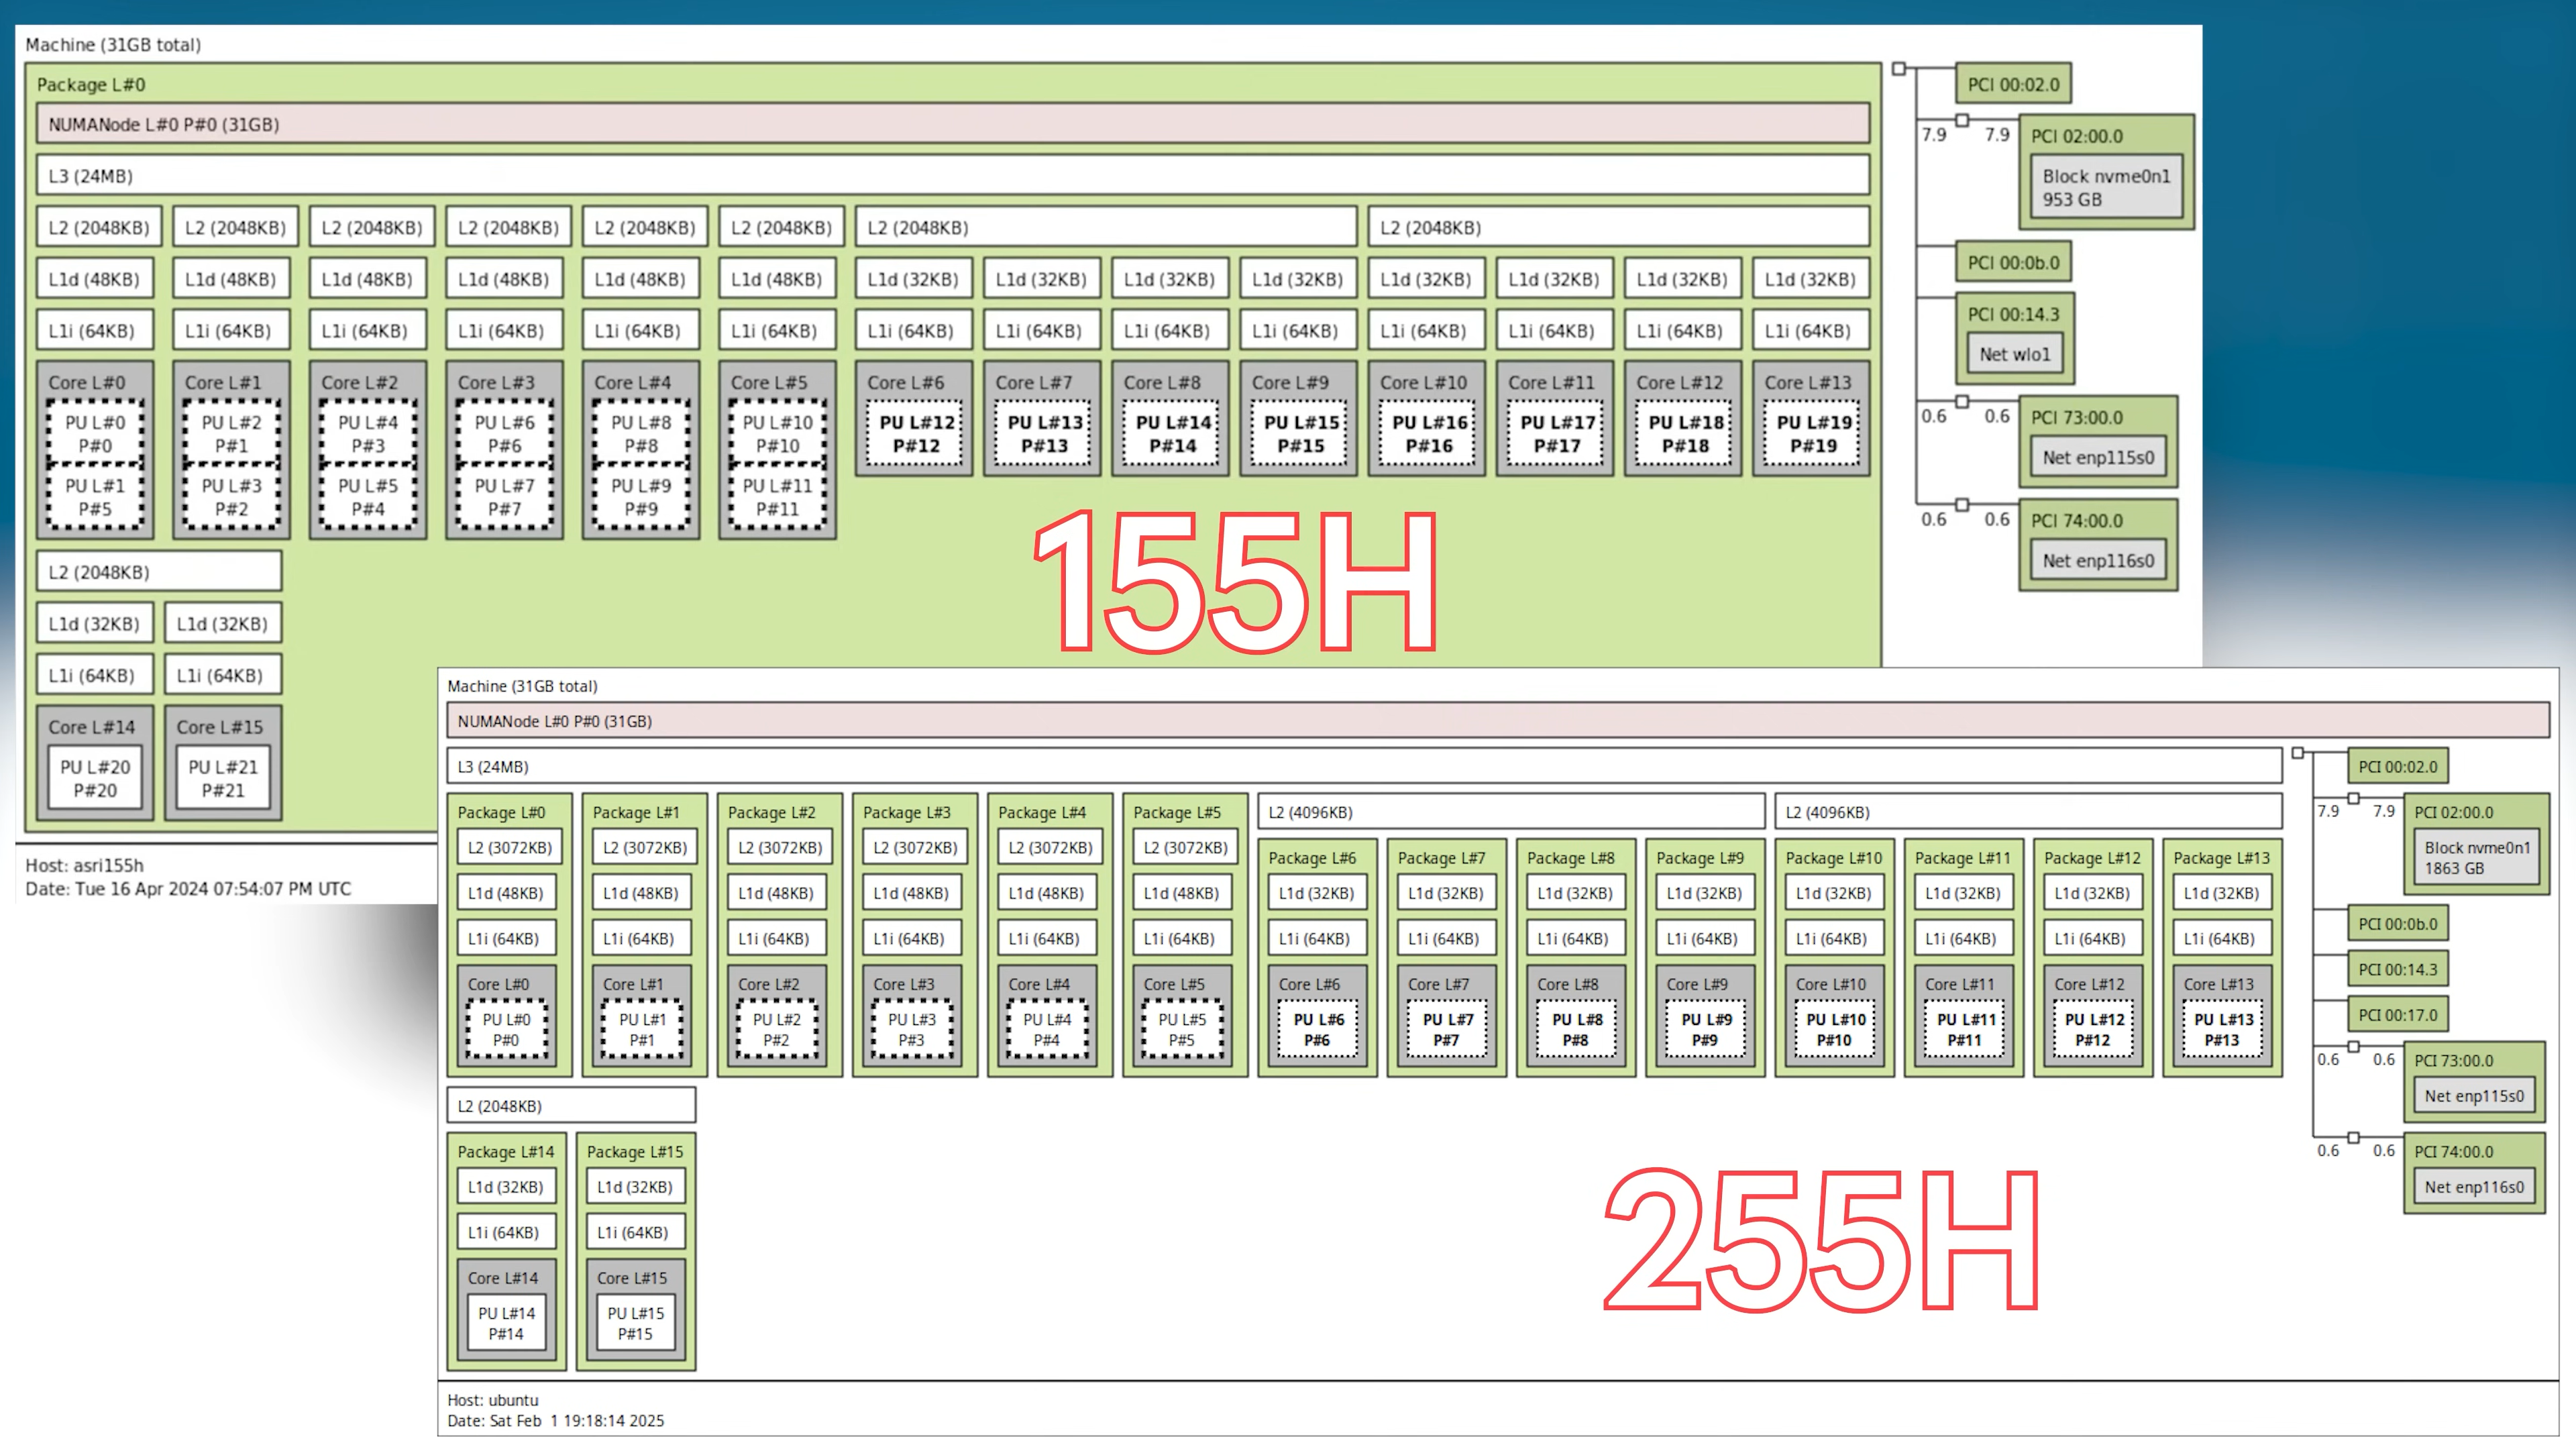 Machine (31GB total)
Package L#0
NUMANode L#0 P#0 (31GB)
L3 (24MB)
L2 (2048KB) L2 (2048KB) L2 (2048KB) L2 (2048KB) L2 (2048KB) L2 (2048KB) L2 (2048KB) L2 (2048KB)
L1d (48KB) L1d (48KB) L1d (48KB) L1d (48KB) L1d (48KB) L1d (48KB) L1d (32KB) L1d (32KB) L1d (32KB) L1d (32KB) L1d (32KB) L1d (32KB) L1d (32KB) L1d (32KB)
L1i (64KB) L1i (64KB) L1i (64KB) L1i (64KB) L1i (64KB) L1i (64KB) L1i (64KB) L1i (64KB) L1i (64KB) L1i (64KB) L1i (64KB) L1i (64KB) L1i (64KB) L1i (64KB)
Core L#0 Core L#1 Core L#2 Core L#3 Core L#4 Core L#5 Core L#6 Core L#7 Core L#8 Core L#9 Core L#10 Core L#11 Core L#12 Core L#13
PU L#0 PU L#2 PU L#4 PU L#6 PU L#8 PU L#10 PU L#12 PU L#13 PU L#14 PU L#15 PU L#16 PU L#17 PU L#18 PU L#19
P#0 P#1 P#3 P#6 P#8 P#10 P#12 P#13 P#14 P#15 P#16 P#17 P#18 P#19
PU L#1 PU L#3 PU L#5 PU L#7 PU L#9 PU L#11
P#5 P#2 P#4 P#7 P#9 P#11
L2 (2048KB)
L1d (32KB) L1d (32KB)
L1i (64KB) L1i (64KB)
Core L#14 Core L#15
PU L#20 PU L#21
P#20 P#21
PCI 00:02.0
7.9 7.9 PCI 02:00.0
Block nvme0n1
953 GB
PCI 00:0b.0
PCI 00:14.3
Net wlo1
0.6 0.6 PCI 73:00.0
Net enp115s0
0.6 0.6 PCI 74:00.0
Net enp116s0
155H
Host: asri155h
Date: Tue 16 Apr 2024 07:54:07 PM UTC
Machine (31GB total)
NUMANode L#0 P#0 (31GB)
L3 (24MB)
Package L#0 Package L#1 Package L#2 Package L#3 Package L#4 Package L#5 L2 (4096KB) L2 (4096KB)
L2 (3072KB) L2 (3072KB) L2 (3072KB) L2 (3072KB) L2 (3072KB) L2 (3072KB) Package L#6 Package L#7 Package L#8 Package L#9 Package L#10 Package L#11 Package L#12 Package L#13
L1d (48KB) L1d (48KB) L1d (48KB) L1d (48KB) L1d (48KB) L1d (48KB) L1d (32KB) L1d (32KB) L1d (32KB) L1d (32KB) L1d (32KB) L1d (32KB) L1d (32KB) L1d (32KB)
L1i (64KB) L1i (64KB) L1i (64KB) L1i (64KB) L1i (64KB) L1i (64KB) L1i (64KB) L1i (64KB) L1i (64KB) L1i (64KB) L1i (64KB) L1i (64KB) L1i (64KB) L1i (64KB)
Core L#0 Core L#1 Core L#2 Core L#3 Core L#4 Core L#5 Core L#6 Core L#7 Core L#8 Core L#9 Core L#10 Core L#11 Core L#12 Core L#13
PU L#0 PU L#1 PU L#2 PU L#3 PU L#4 PU L#5 PU L#6 PU L#7 PU L#8 PU L#9 PU L#10 PU L#11 PU L#12 PU L#13
P#0 P#1 P#2 P#3 P#4 P#5 P#6 P#7 P#8 P#9 P#10 P#11 P#12 P#13
L2 (2048KB)
Package L#14 Package L#15
L1d (32KB) L1d (32KB)
L1i (64KB) L1i (64KB)
Core L#14 Core L#15
PU L#14 PU L#15
P#14 P#15
PCI 00:02.0
7.9 7.9 PCI 02:00.0
Block nvme0n1
1863 GB
PCI 00:0b.0
PCI 00:14.3
PCI 00:17.0
0.6 0.6 PCI 73:00.0
Net enp115s0
0.6 0.6 PCI 74:00.0
Net enp116s0
255H
Host: ubuntu
Date: Sat Feb 1 19:18:14 2025